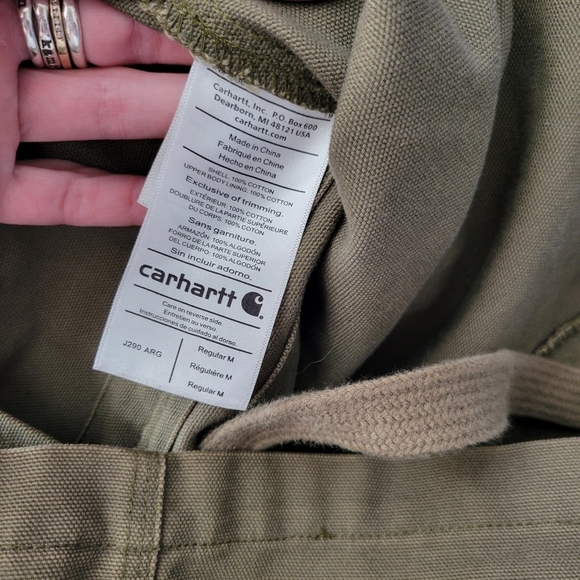 Carhartt, Inc. P.O. Box 600
Dearborn, MI 48121 USA
carhartt.com
Made in China
Fabriqué en Chine
Hecho en China
SHELL: 100% COTTON
UPPER BODY LINING: 100% COTTON
Exclusive of trimming.
EXTÉRIEUR: 100% COTON
DOUBLURE DE LA PARTIE SUPÉRIEURE
DU CORPS: 100% COTON
Sans garniture.
ARMAZÓN: 100% ALGODÓN
FORRO DE LA PARTE SUPERIOR
DEL CUERPO: 100% ALGODÓN
Sin incluir adorno.
carhartt
Care on reverse side.
Entretien au verso.
Instrucciones de cuidado al dorso.
J290 ARG
Regular M
Régulière M
Regular M